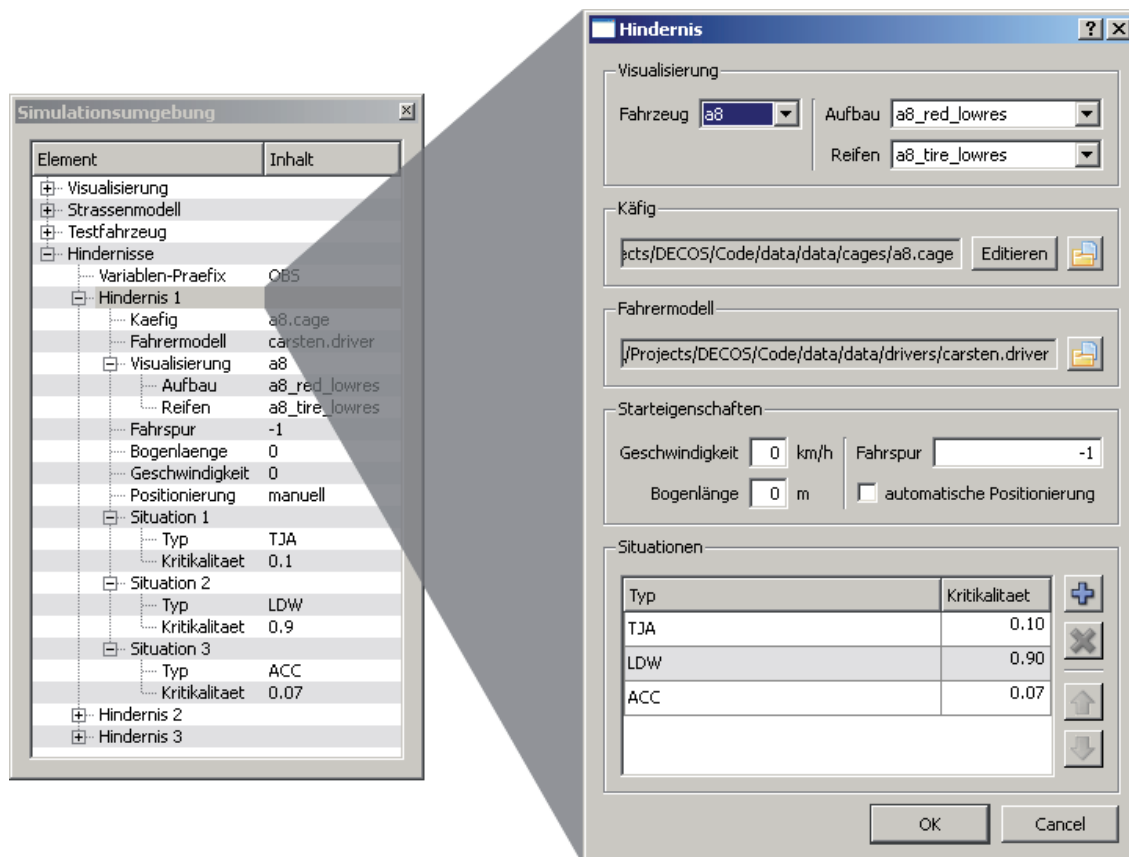 Simulationsumgebung
Element Inhalt
Visualisierung
Strassenmodell
Testfahrzeug
Hindernisse
Variablen-Praefix OBS
Hindernis 1
Kaefig a8.cage
Fahrermodell carsten.driver
Visualisierung a8
Aufbau a8_red_lowres
Reifen a8_tire_lowres
Fahrspur -1
Bogenlaenge 0
Geschwindigkeit 0
Positionierung manuell
Situation 1
Typ TJA
Kritikalitaet 0.1
Situation 2
Typ LDW
Kritikalitaet 0.9
Situation 3
Typ ACC
Kritikalitaet 0.07
Hindernis 2
Hindernis 3
Hindernis
Visualisierung
Fahrzeug a8 Aufbau a8_red_lowres
Reifen a8_tire_lowres
Käfig
ects/DECOS/Code/data/data/cages/a8.cage Editieren
Fahrermodell
/Projects/DECOS/Code/data/data/drivers/carsten.driver
Starteigenschaften
Geschwindigkeit 0 km/h Fahrspur -1
Bogenlänge 0 m automatische Positionierung
Situationen
Typ Kritikalitaet
TJA 0.10
LDW 0.90
ACC 0.07
OK Cancel